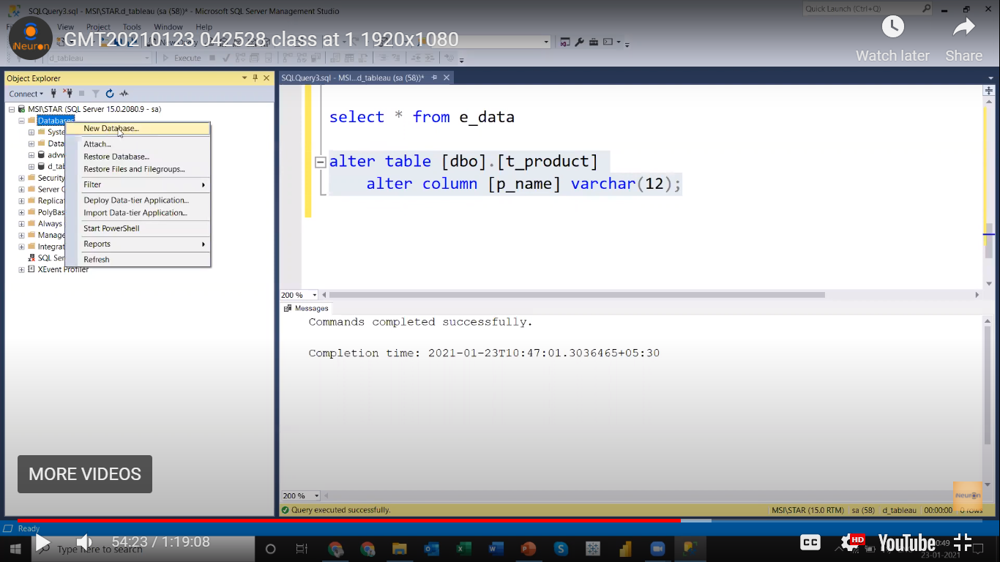 SQLQuery3.sql - MSI\STAR.d_tableau (sa (58))* - Microsoft SQL Server Management Studio
Quick Launch (Ctrl+Q)
View Project Tools Window Help
iNeuron
GMT20210123 042528 class at 1 1920x1080
Watch later
Share
d_tableau
Execute
Object Explorer
SQLQuery3.sql - MSI...d_tableau (sa (58))*
Connect
MSI\STAR (SQL Server 15.0.2080.9 - sa)
Databases
New Database...
Attach...
Restore Database...
Restore Files and Filegroups...
Filter
Deploy Data-tier Application...
Import Data-tier Application...
Start PowerShell
Reports
Refresh
Syste
Data
advw
d_tab
Security
Server O
Replicat
PolyBas
Always
Manage
Integrat
SQL Ser
XEvent Profiler
select * from e_data
alter table [dbo].[t_product]
alter column [p_name] varchar(12);
200 %
Messages
Commands completed successfully.
Completion time: 2021-01-23T10:47:01.3036465+05:30
MORE VIDEOS
200 %
iNeuron
Query executed successfully.
MSI\STAR (15.0 RTM) sa (58) d_tableau 00:00:00 0 rows
Ready
54:23 / 1:19:08
Type here to search
CC
HD
YouTube
23-01-2021